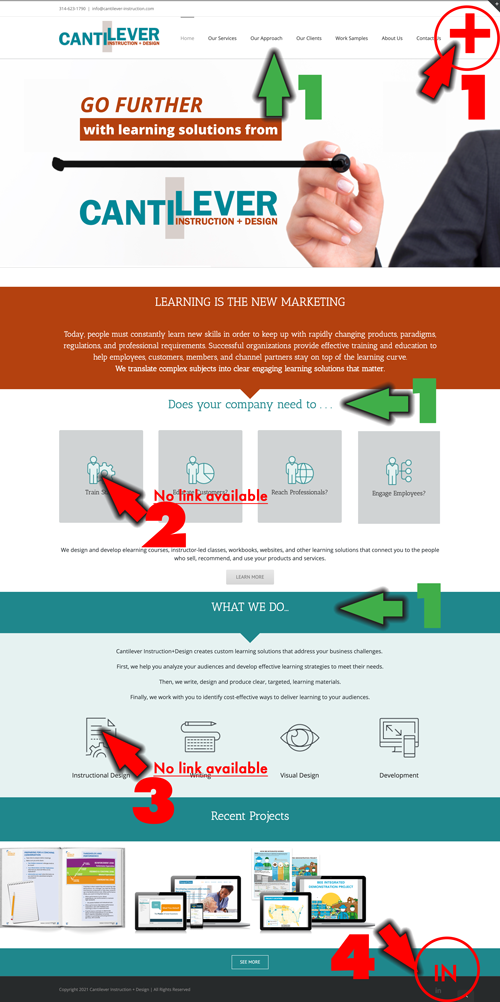 314-623-1790 | info@cantilever-instruction.com
CANTILEVER
INSTRUCTION + DESIGN
Home Our Services Our Approach Our Clients Work Samples About Us Contact Us
+
1
1
GO FURTHER
with learning solutions from
CANTILEVER
INSTRUCTION + DESIGN
LEARNING IS THE NEW MARKETING
Today, people must constantly learn new skills in order to keep up with rapidly changing products, paradigms,
regulations, and professional requirements. Successful organizations provide effective training and education to
help employees, customers, members, and channel partners stay on top of the learning curve.
We translate complex subjects into clear engaging learning solutions that matter.
Does your company need to . . .
1
Train
Customers?
Reach Professionals?
Engage Employees?
No link available
2
We design and develop elearning courses, instructor-led classes, workbooks, websites, and other learning solutions that connect you to the people
who sell, recommend, and use your products and services.
LEARN MORE
WHAT WE DO...
1
Cantilever Instruction+Design creates custom learning solutions that address your business challenges.
First, we help you analyze your audiences and develop effective learning strategies to meet their needs.
Then, we write, design and produce clear, targeted, learning materials.
Finally, we work with you to identify cost-effective ways to deliver learning to your audiences.
Instructional Design
Writing
Visual Design
Development
No link available
3
Recent Projects
DEMONSTRATION PROJECT
4
SEE MORE
IN
in
Copyright 2021 Cantilever Instruction + Design | All Rights Reserved